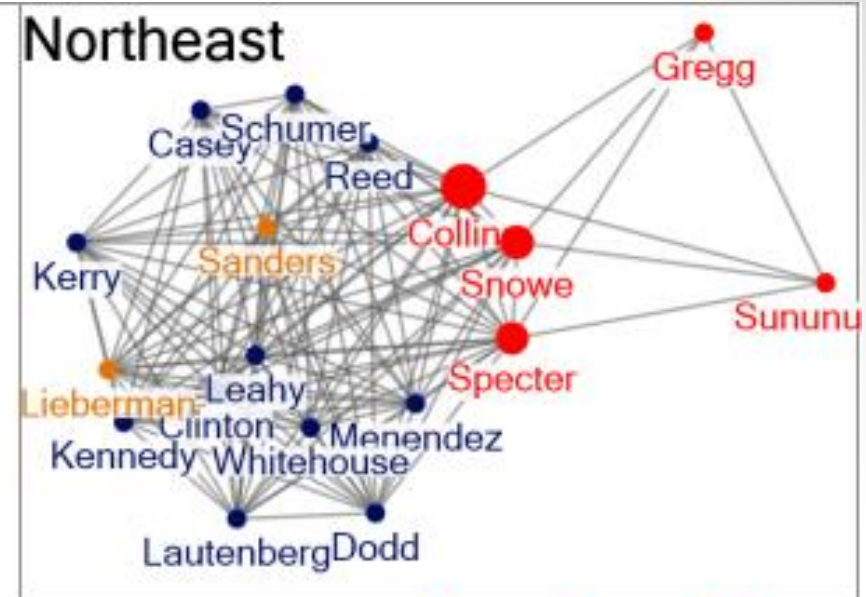 Northeast
Gregg
Schumer
Casey
Reed
Collin
Sanders
Kerry
Snowe
Sununu
Specter
Leahy
Lieberman
Clinton
Menendez
Kennedy
Whitehouse
Lautenberg
Dodd